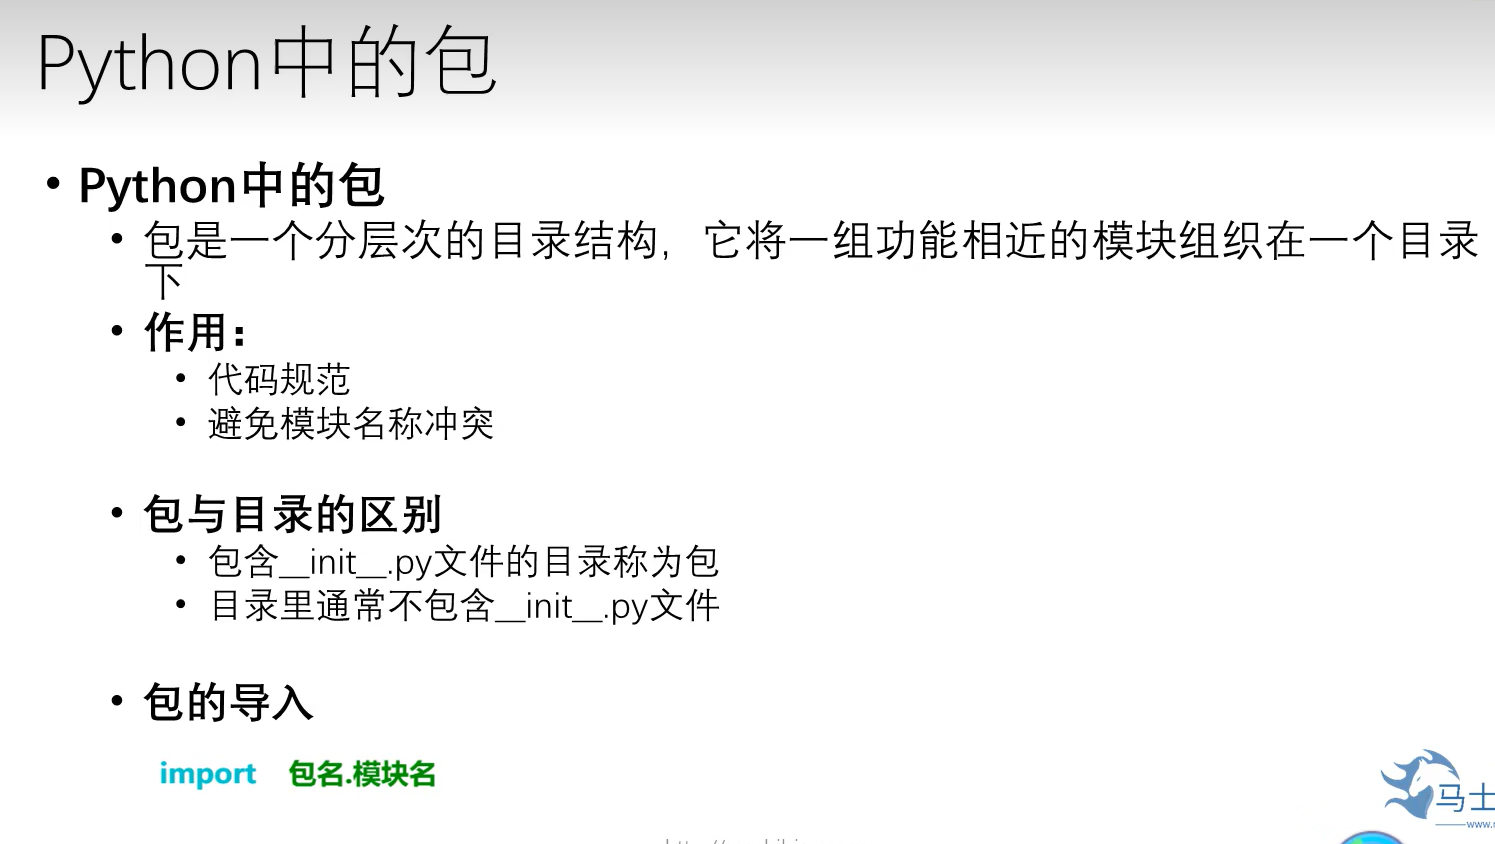 Python中的包
• Python中的包
• 包是一个分层次的目录结构，它将一组功能相近的模块组织在一个目录
下
• 作用：
• 代码规范
• 避免模块名称冲突
• 包与目录的区别
• 包含__init__.py文件的目录称为包
• 目录里通常不包含__init__.py文件
• 包的导入
import 包名.模块名
马士
www.